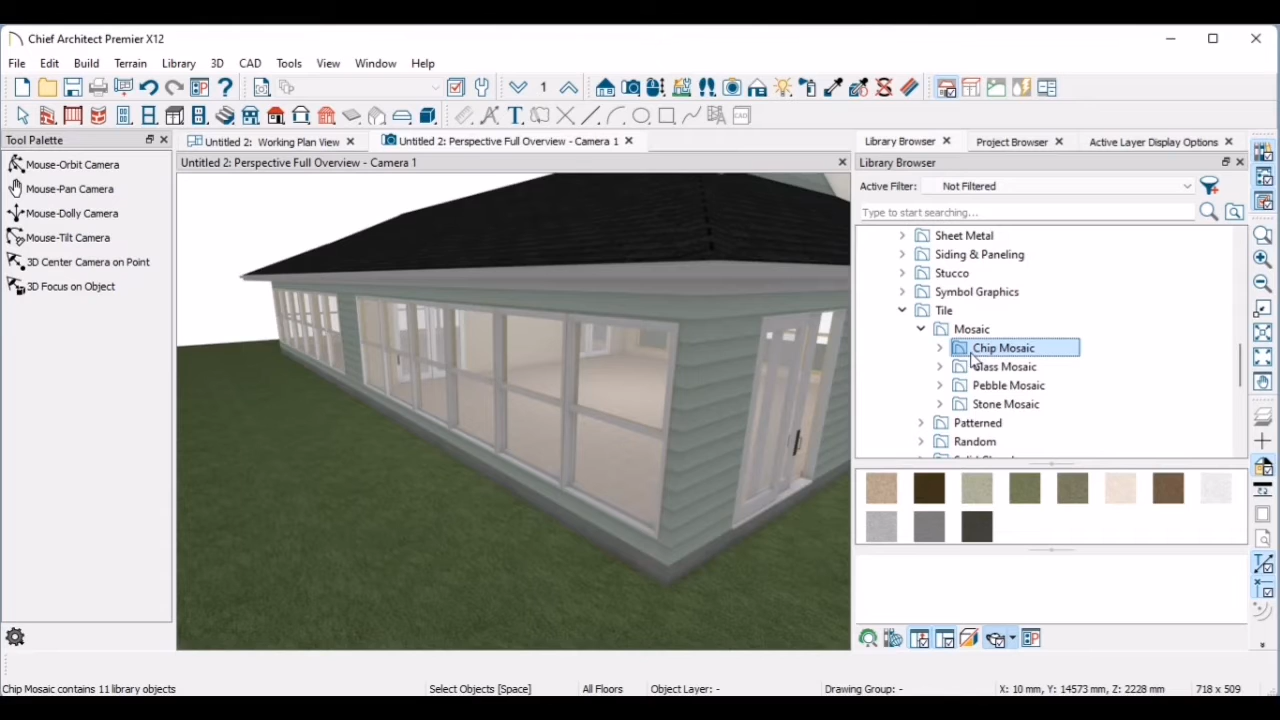 Chief Architect Premier X12
File Edit Build Terrain Library 3D CAD Tools View Window Help
1
Tool Palette
Untitled 2: Working Plan View
Untitled 2: Perspective Full Overview - Camera 1
Library Browser
Project Browser
Active Layer Display Options
Untitled 2: Perspective Full Overview - Camera 1
Library Browser
Mouse-Orbit Camera
Mouse-Pan Camera
Mouse-Dolly Camera
Mouse-Tilt Camera
3D Center Camera on Point
3D Focus on Object
Active Filter: Not Filtered
Type to start searching...
Sheet Metal
Siding & Paneling
Stucco
Symbol Graphics
Tile
Mosaic
Chip Mosaic
Glass Mosaic
Pebble Mosaic
Stone Mosaic
Patterned
Random
Chip Mosaic contains 11 library objects
Select Objects [Space]
All Floors
Object Layer: -
Drawing Group: -
X: 10 mm, Y: 14573 mm, Z: 2228 mm
718 x 509